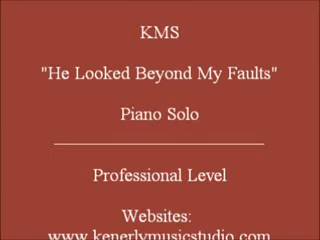 KMS
"He Looked Beyond My Faults"
Piano Solo
Professional Level
Websites:
www.kenerlymusicstudio.com